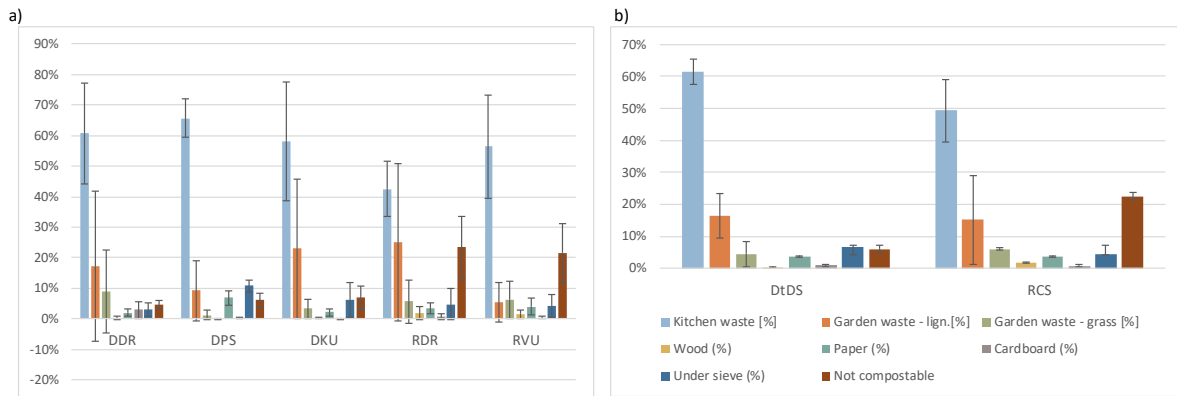 a)
90%
80%
70%
60%
50%
40%
30%
20%
10%
0%
-10%
-20%
DDR DPS DKU RDR RVU
b)
70%
60%
50%
40%
30%
20%
10%
0%
DtDS RCS
Kitchen waste [%] Garden waste - lign.[%] Garden waste - grass [%]
Wood (%) Paper (%) Cardboard (%)
Under sieve (%) Not compostable